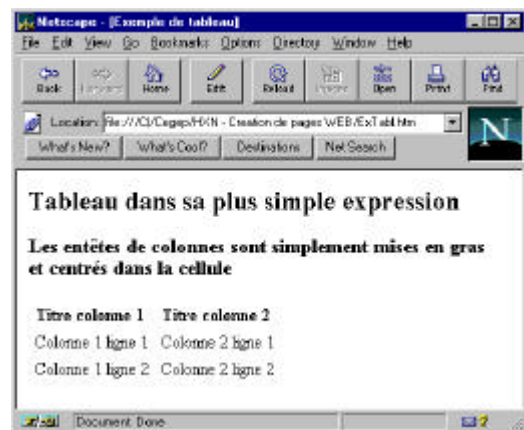 Netscape - [Exemple de tableau]
File Edit View Go Bookmarks Options Directory Window Help
Back Forward Home Edit Reload Images Open Print Find
Location: file:///C|/Cegep/HXN - Creation de pages WEB/ExTabl.htm
What's New? What's Cool? Destinations Net Search
N
Tableau dans sa plus simple expression
Les entêtes de colonnes sont simplement mises en gras
et centrés dans la cellule
Titre colonne 1 Titre colonne 2
Colonne 1 ligne 1 Colonne 2 ligne 1
Colonne 1 ligne 2 Colonne 2 ligne 2
Document: Done